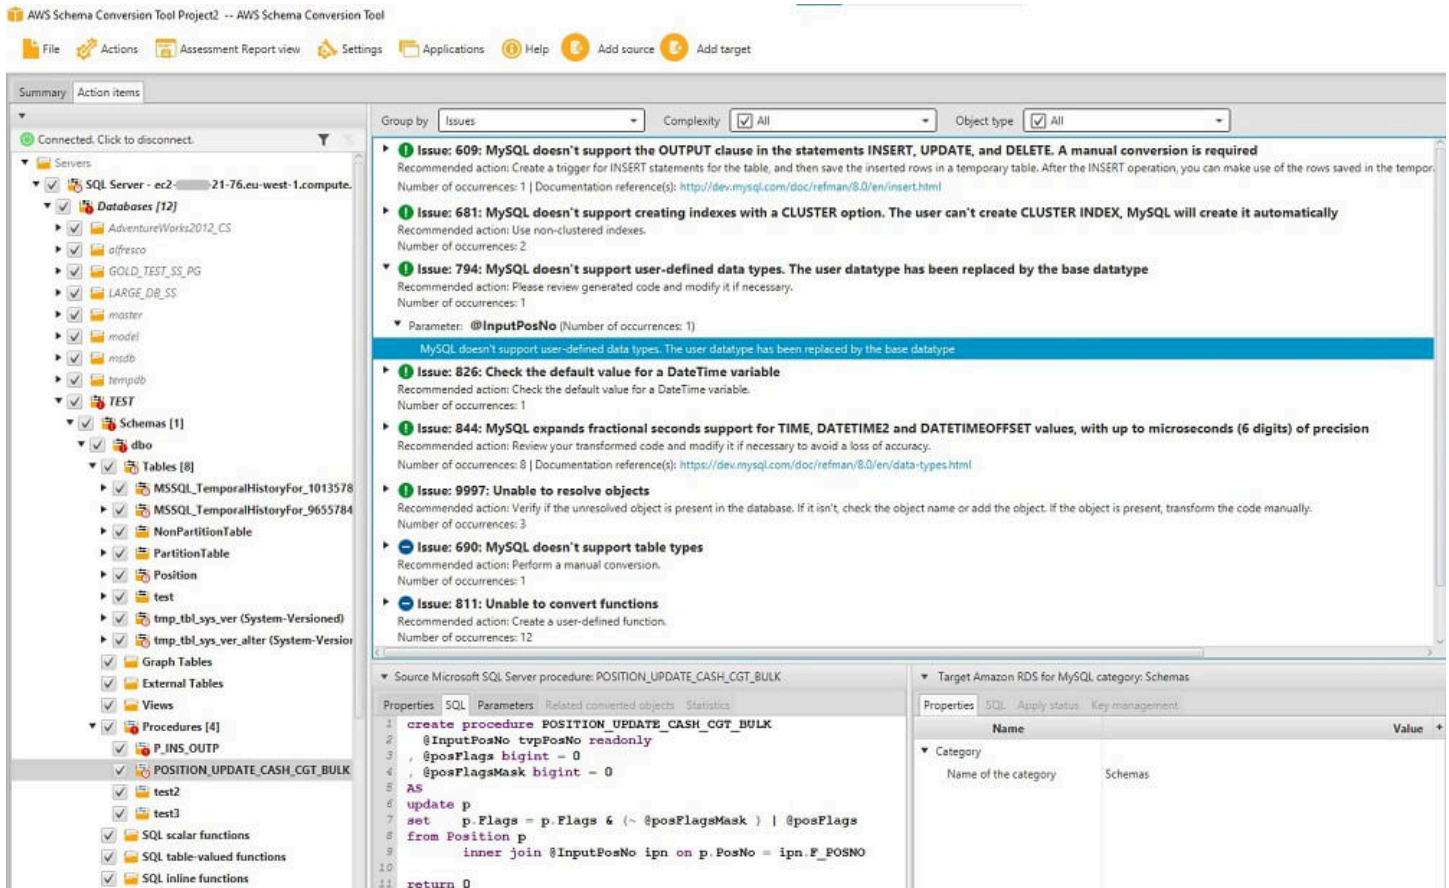 AWS Schema Conversion Tool Project2 -- AWS Schema Conversion Tool
File Actions Assessment Report view Settings Applications Help Add source Add target
Summary Action items
Connected. Click to disconnect.
Servers
SQL Server - ec2- 21-76.eu-west-1.compute.
Databases [12]
AdventureWorks2012_CS
alfresco
GOLD_TEST_SS_PG
LARGE_DB_SS
master
model
msdb
tempdb
TEST
Schemas [1]
dbo
Tables [8]
MSSQL_TemporalHistoryFor_1013578
MSSQL_TemporalHistoryFor_9655784
NonPartitionTable
PartitionTable
Position
test
tmp_tbl_sys_ver (System-Versioned)
tmp_tbl_sys_ver_alter (System-Version
Graph Tables
External Tables
Views
Procedures [4]
P_INS_OUTP
POSITION_UPDATE_CASH_CGT_BULK
test2
test3
SQL scalar functions
SQL table-valued functions
SQL inline functions
Group by Issues Complexity All Object type All
Issue: 609: MySQL doesn't support the OUTPUT clause in the statements INSERT, UPDATE, and DELETE. A manual conversion is required
Recommended action: Create a trigger for INSERT statements for the table, and then save the inserted rows in a temporary table. After the INSERT operation, you can make use of the rows saved in the tempor
Number of occurrences: 1 | Documentation reference(s): http://dev.mysql.com/doc/refman/8.0/en/insert.html
Issue: 681: MySQL doesn't support creating indexes with a CLUSTER option. The user can't create CLUSTER INDEX, MySQL will create it automatically
Recommended action: Use non-clustered indexes.
Number of occurrences: 2
Issue: 794: MySQL doesn't support user-defined data types. The user datatype has been replaced by the base datatype
Recommended action: Please review generated code and modify it if necessary.
Number of occurrences: 1
Parameter: @InputPosNo (Number of occurrences: 1)
MySQL doesn't support user-defined data types. The user datatype has been replaced by the base datatype
Issue: 826: Check the default value for a DateTime variable
Recommended action: Check the default value for a DateTime variable.
Number of occurrences: 1
Issue: 844: MySQL expands fractional seconds support for TIME, DATETIME2 and DATETIMEOFFSET values, with up to microseconds (6 digits) of precision
Recommended action: Review your transformed code and modify it if necessary to avoid a loss of accuracy.
Number of occurrences: 8 | Documentation reference(s): https://dev.mysql.com/doc/refman/8.0/en/data-types.html
Issue: 9997: Unable to resolve objects
Recommended action: Verify if the unresolved object is present in the database. If it isn't, check the object name or add the object. If the object is present, transform the code manually.
Number of occurrences: 3
Issue: 690: MySQL doesn't support table types
Recommended action: Perform a manual conversion.
Number of occurrences: 1
Issue: 811: Unable to convert functions
Recommended action: Create a user-defined function.
Number of occurrences: 12
Source Microsoft SQL Server procedure: POSITION_UPDATE_CASH_CGT_BULK
Properties SQL Parameters Related converted objects Statistics
1 create procedure POSITION_UPDATE_CASH_CGT_BULK
2 @InputPosNo tvpPosNo readonly
3 , @posFlags bigint = 0
4 , @posFlagsMask bigint = 0
5 AS
6 update p
7 set p.Flags = p.Flags & (~ @posFlagsMask ) | @posFlags
8 from Position p
9 inner join @InputPosNo ipn on p.PosNo = ipn.F_POSNO
10
11 return 0
Target Amazon RDS for MySQL category: Schemas
Properties SQL Apply status Key management
Name Value +
Category
Name of the category Schemas